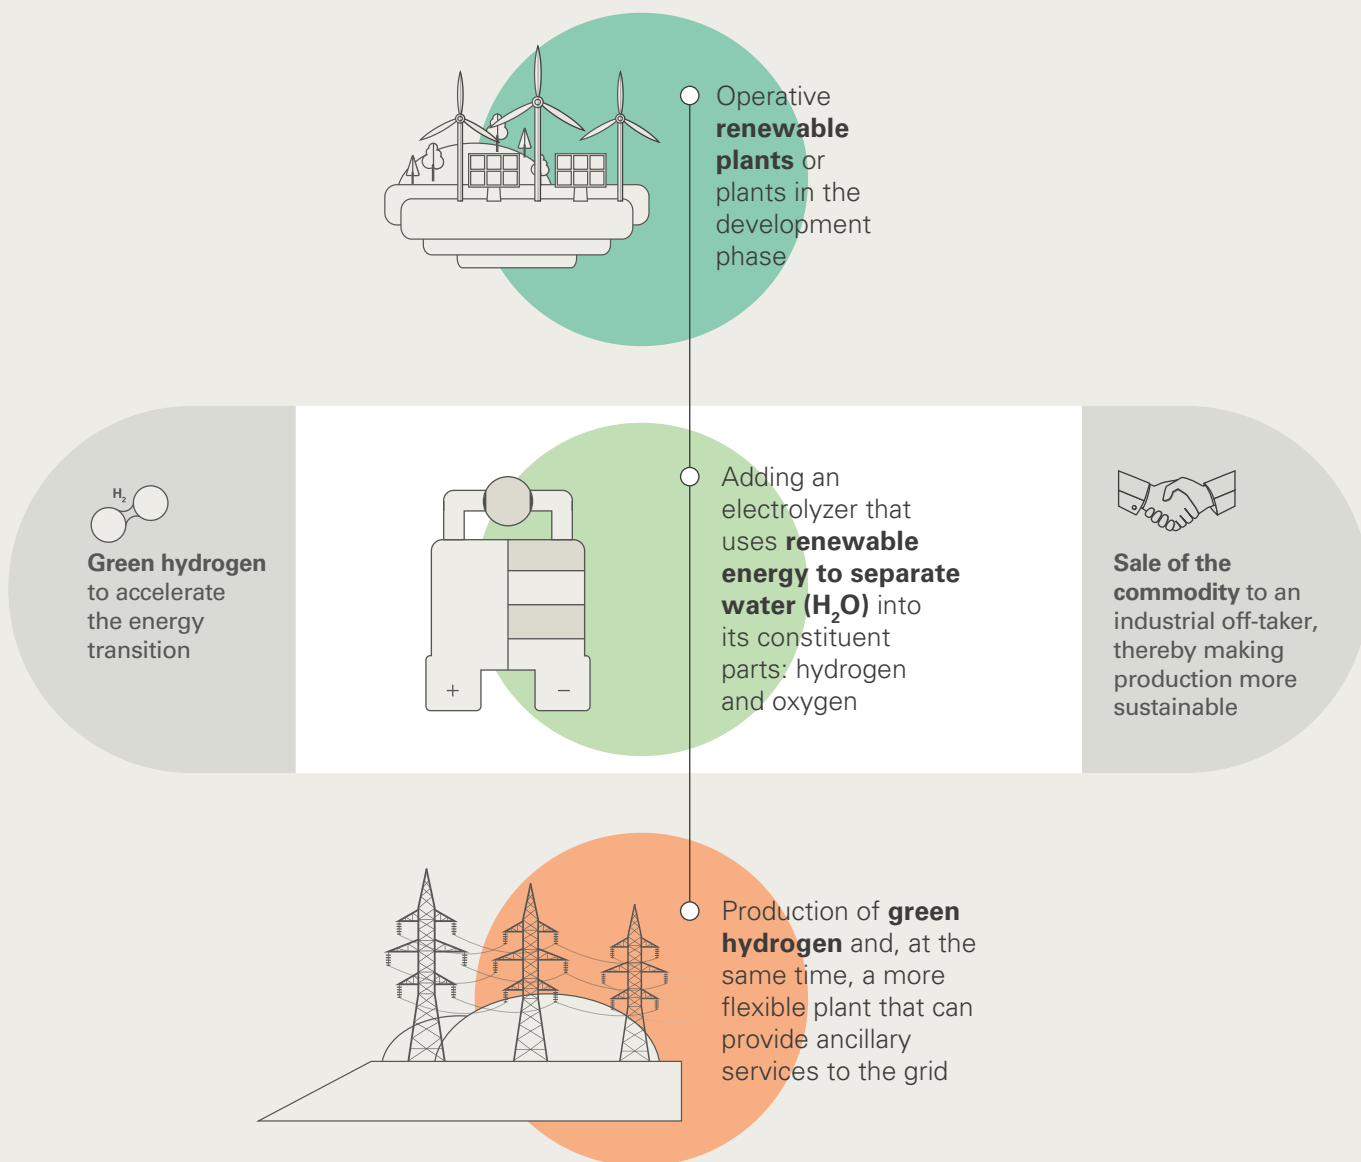 Operative
renewable
plants or
plants in the
development
phase
H₂
Green hydrogen
to accelerate
the energy
transition
Adding an
electrolyzer that
uses renewable
energy to separate
water (H₂O) into
its constituent
parts: hydrogen
and oxygen
+ −
Sale of the
commodity to an
industrial off-taker,
thereby making
production more
sustainable
Production of green
hydrogen and, at the
same time, a more
flexible plant that can
provide ancillary
services to the grid